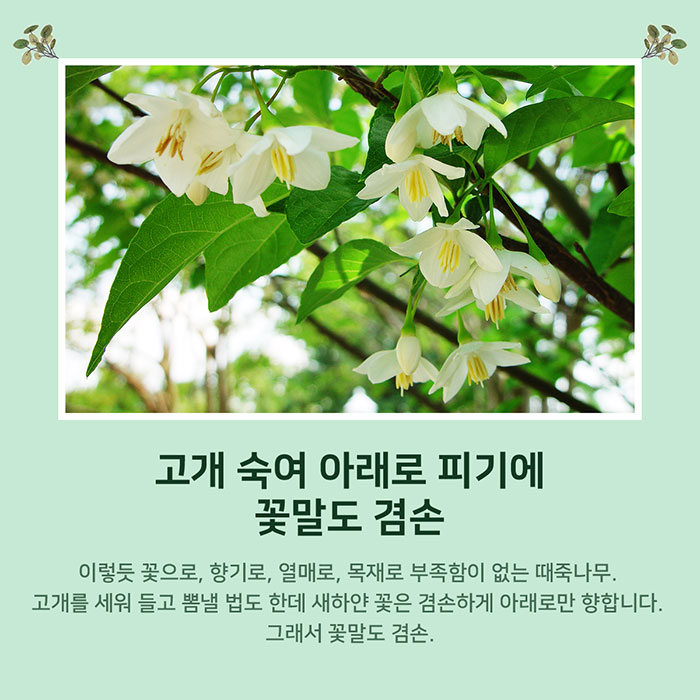 고개 숙여 아래로 피기에
꽃말도 겸손
이렇듯 꽃으로, 향기로, 열매로, 목재로 부족함이 없는 때죽나무.
고개를 세워 들고 뽐낼 법도 한데 새하얀 꽃은 겸손하게 아래로만 향합니다.
그래서 꽃말도 겸손.